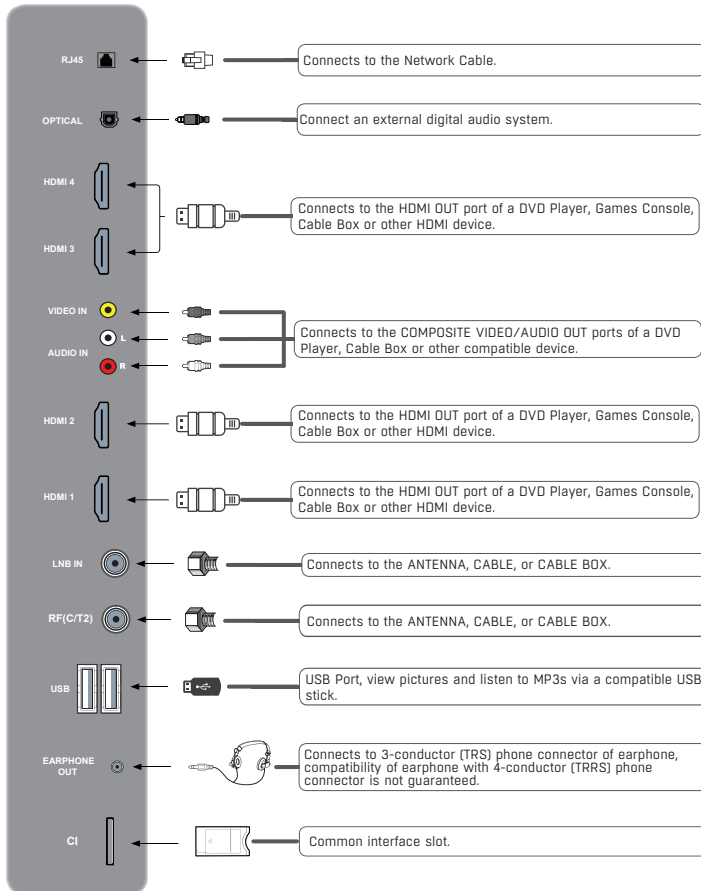 RJ45
Connects to the Network Cable.
OPTICAL
Connect an external digital audio system.
HDMI 4
HDMI 3
Connects to the HDMI OUT port of a DVD Player, Games Console,
Cable Box or other HDMI device.
VIDEO IN
L
AUDIO IN
R
Connects to the COMPOSITE VIDEO/AUDIO OUT ports of a DVD
Player, Cable Box or other compatible device.
HDMI 2
Connects to the HDMI OUT port of a DVD Player, Games Console,
Cable Box or other HDMI device.
HDMI 1
Connects to the HDMI OUT port of a DVD Player, Games Console,
Cable Box or other HDMI device.
LNB IN
Connects to the ANTENNA, CABLE, or CABLE BOX.
RF(C/T2)
Connects to the ANTENNA, CABLE, or CABLE BOX.
USB
USB Port, view pictures and listen to MP3s via a compatible USB
stick.
EARPHONE
OUT
Connects to 3-conductor (TRS) phone connector of earphone,
compatibility of earphone with 4-conductor (TRRS) phone
connector is not guaranteed.
CI
Common interface slot.